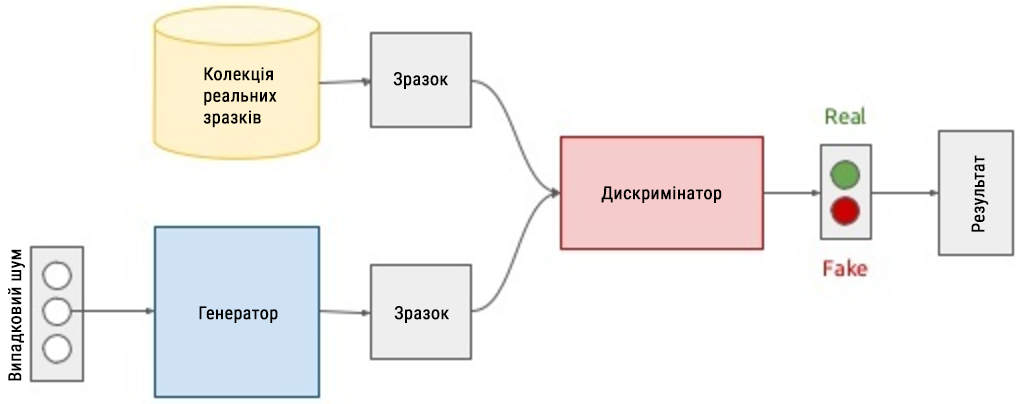 Колекція
реальних
зразків
Зразок
Real
Дискримінатор
Fake
Результат
Випадковий шум
Генератор
Зразок